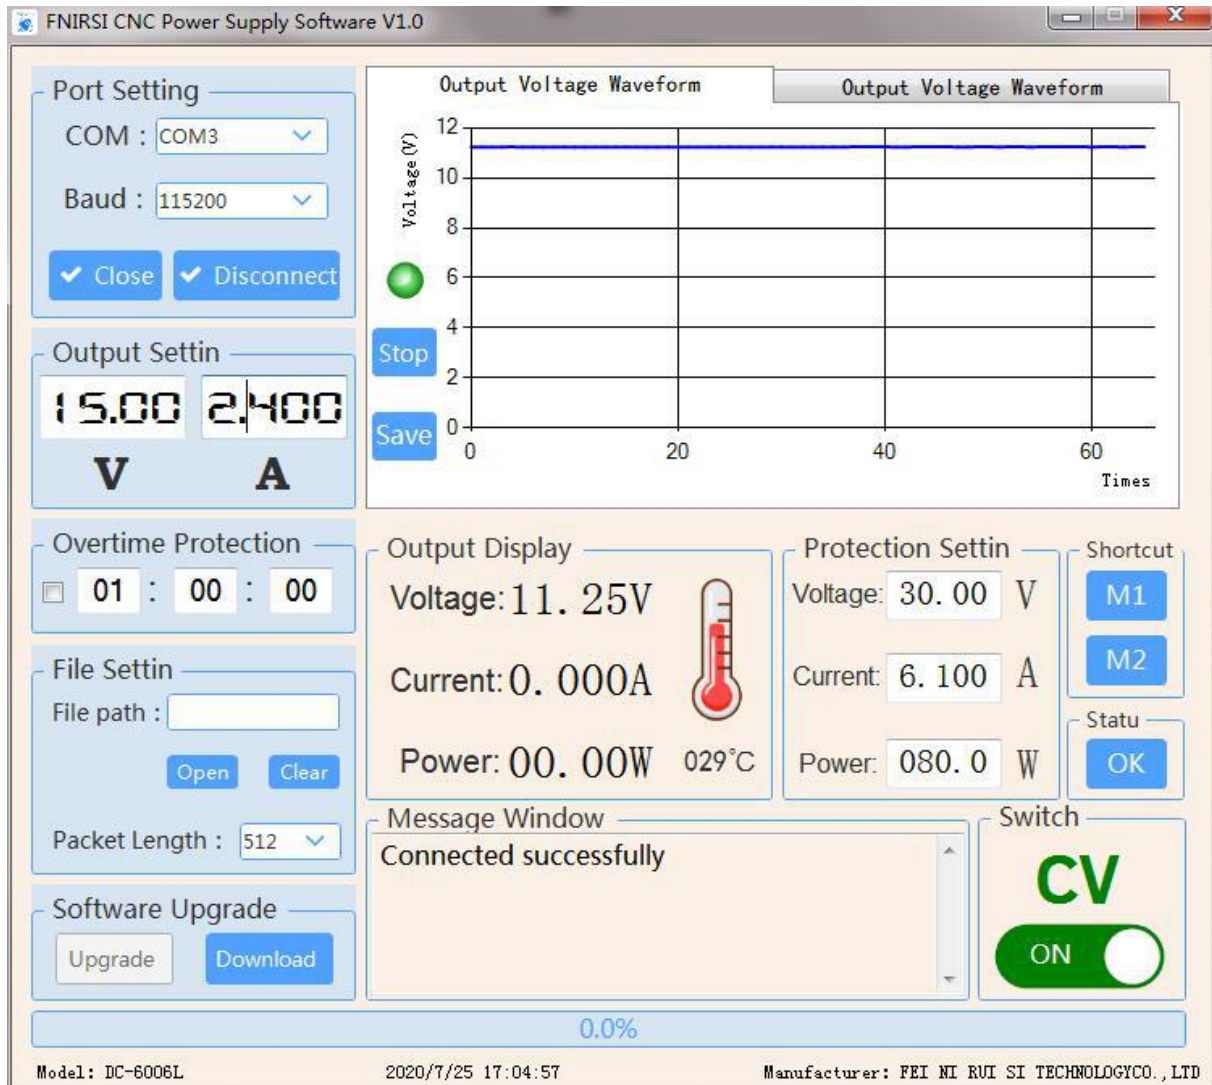 FNIRSI CNC Power Supply Software V1.0
Port Setting
COM : COM3
Baud : 115200
Close Disconnect
Output Settin
15.00 2.400
V A
Overtime Protection
01 : 00 : 00
File Settin
File path :
Open Clear
Packet Length : 512
Software Upgrade
Upgrade Download
Output Voltage Waveform Output Voltage Waveform
Voltage(V)
12
10
8
6
4
2
0
0 20 40 60
Times
Stop
Save
Output Display
Voltage: 11.25V
Current: 0.000A
Power: 00.00W 029°C
Protection Settin
Voltage: 30.00 V
Current: 6.100 A
Power: 080.0 W
Shortcut
M1
M2
Statu
OK
Message Window
Connected successfully
Switch
CV
ON
0.0%
Model: DC-6006L 2020/7/25 17:04:57 Manufacturer: FEI NI RUI SI TECHNOLOGYCO.,LTD